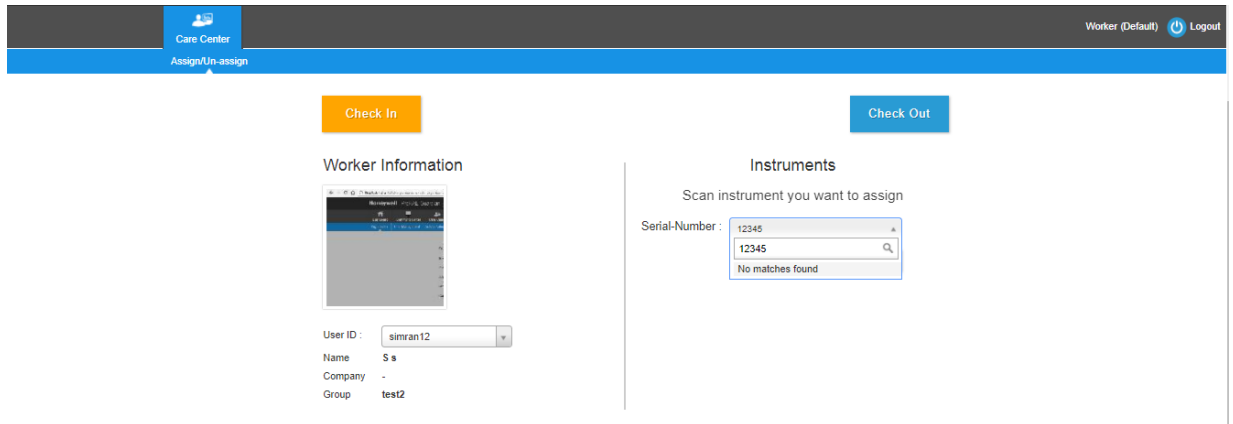 Care Center
Worker (Default) Logout
Assign/Un-assign
Check In
Check Out
Worker Information
Honeywell
User ID : simran12
Name S s
Company -
Group test2
Instruments
Scan instrument you want to assign
Serial-Number : 12345
12345
No matches found